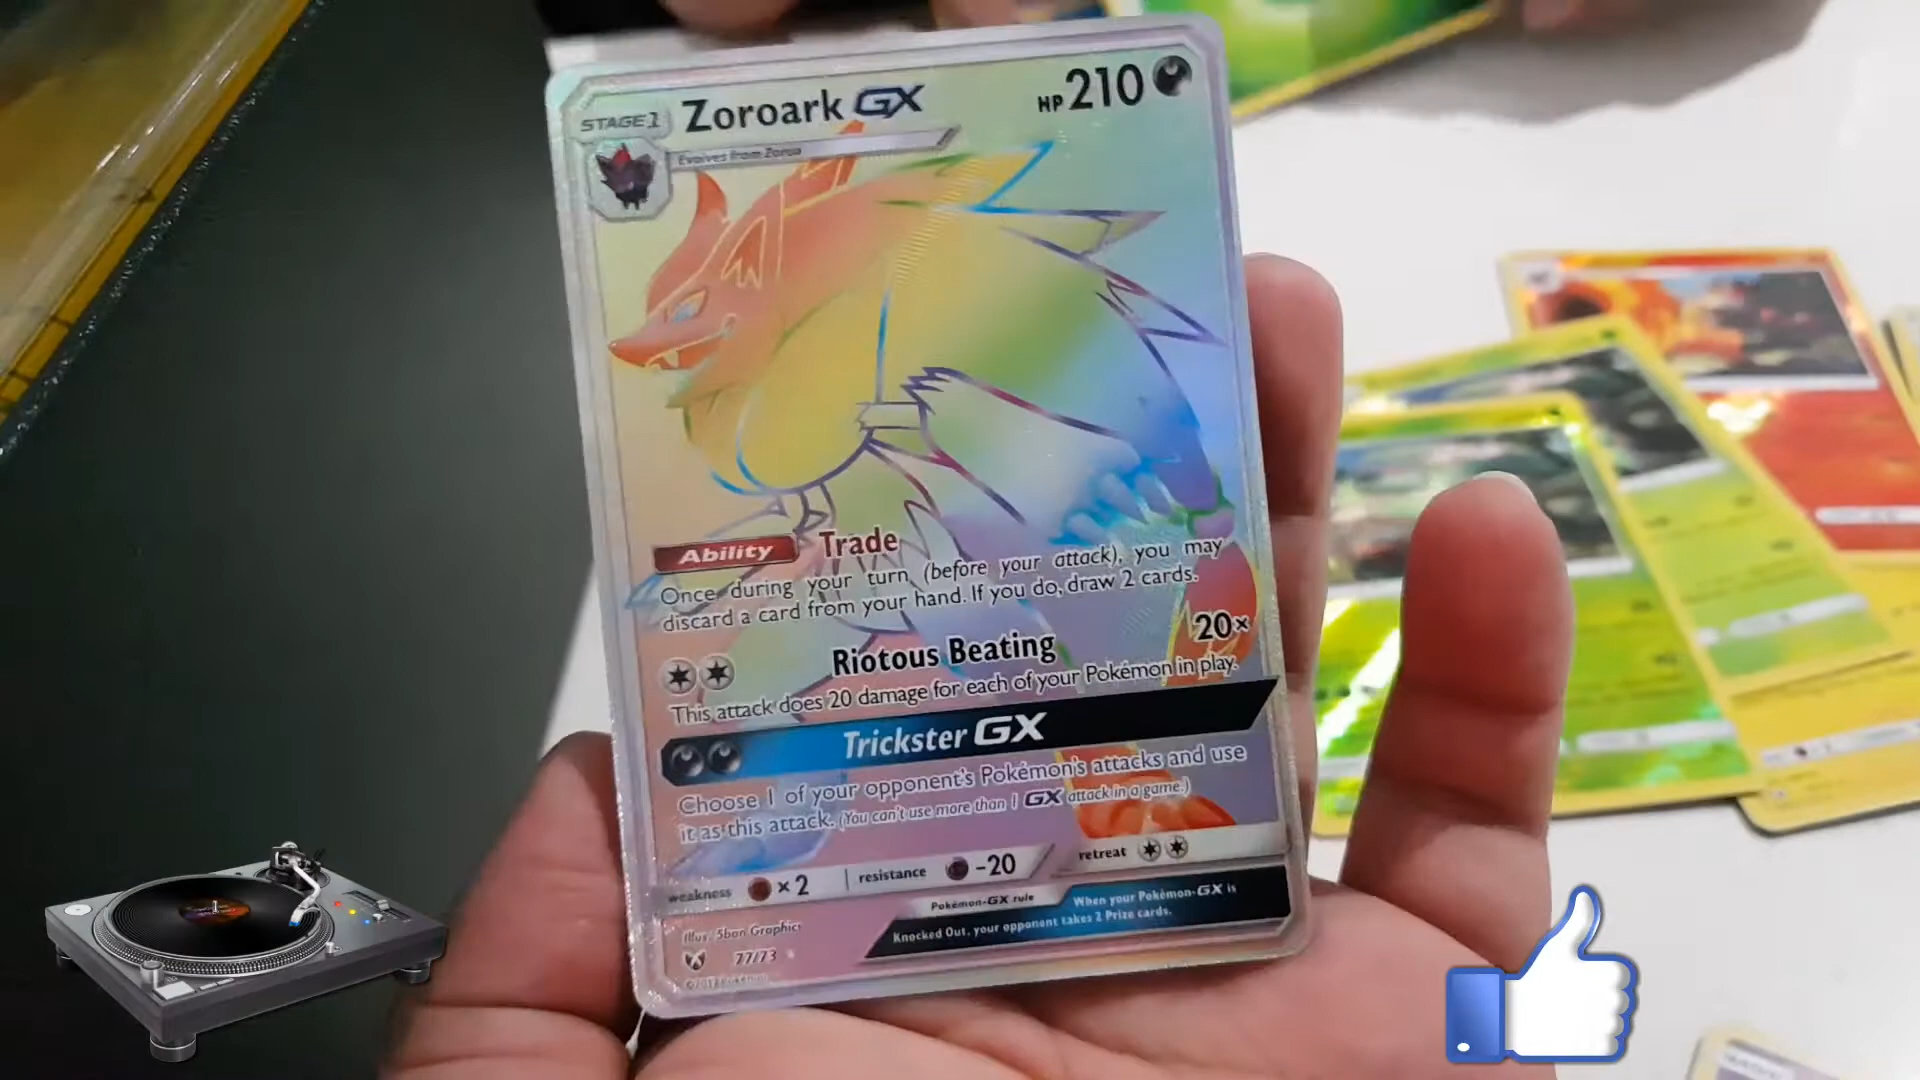 STAGE 1
Zoroark GX
HP 210
Evolves from Zorua
Ability Trade
Once during your turn (before your attack), you may
discard a card from your hand. If you do, draw 2 cards.
Riotous Beating 20×
This attack does 20 damage for each of your Pokémon in play.
Trickster GX
Choose 1 of your opponent's Pokémon's attacks and use
it as this attack. (You can't use more than 1 GX attack in a game.)
weakness ×2
resistance -20
retreat
Pokémon-GX rule
When your Pokémon-GX is
Knocked Out, your opponent takes 2 Prize cards.
Illus. 5ban Graphics
77/73
©2017 Pokémon